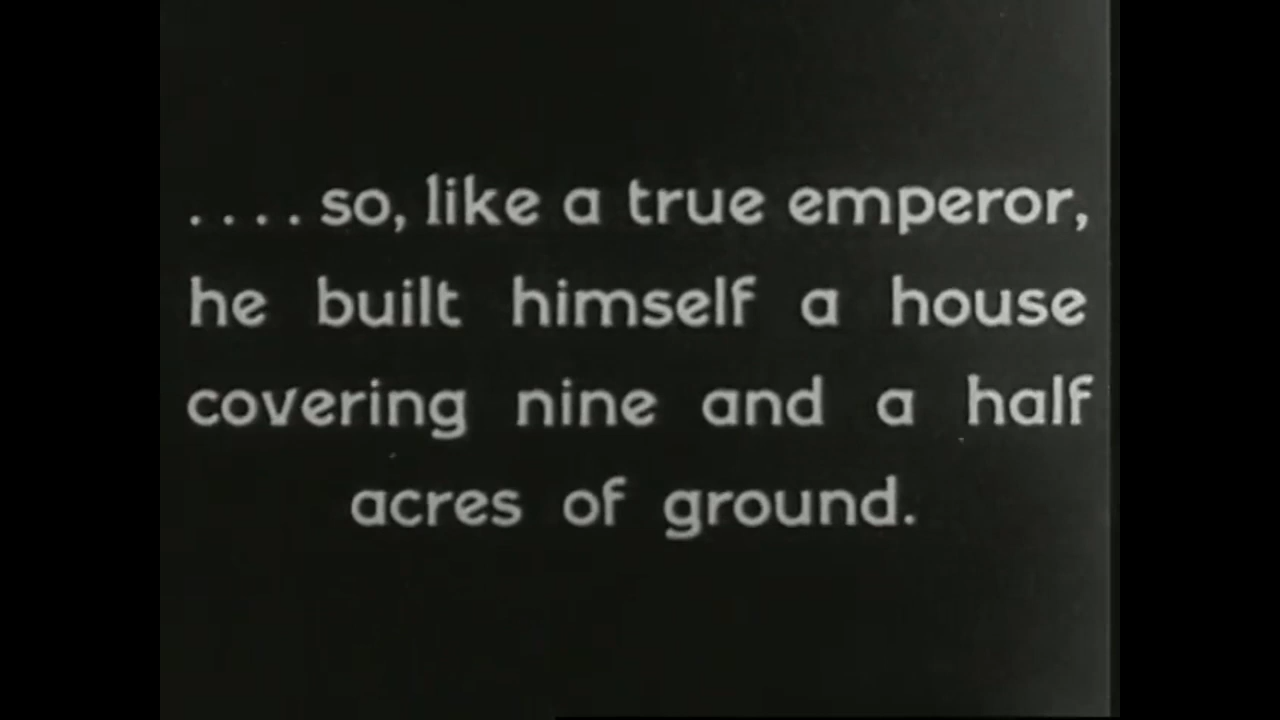 .... so, like a true emperor,
he built himself a house
covering nine and a half
acres of ground.